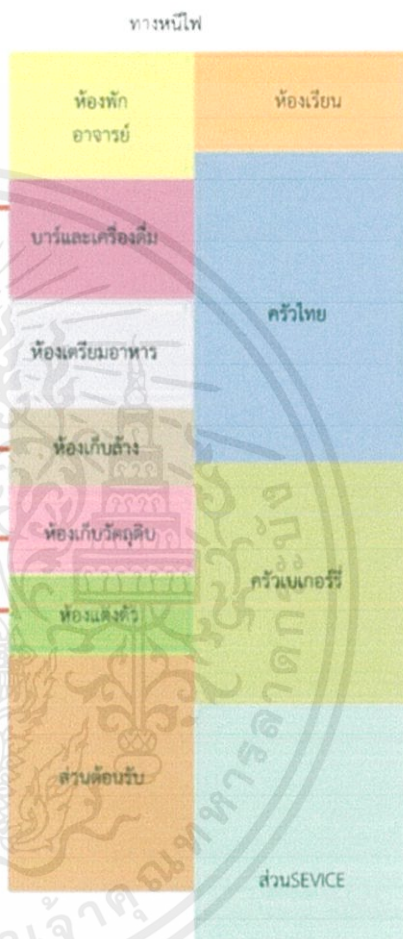 ทางหนีไฟ
ห้องพัก
อาจารย์
ห้องเรียน
บาร์และเครื่องดื่ม
ครัวไทย
ห้องเตรียมอาหาร
ห้องเก็บล้าง
ห้องเก็บวัตถุดิบ
ครัวเบเกอร์รี่
ห้องแต่งตัว
ส่วนต้อนรับ
ส่วนSEVICE